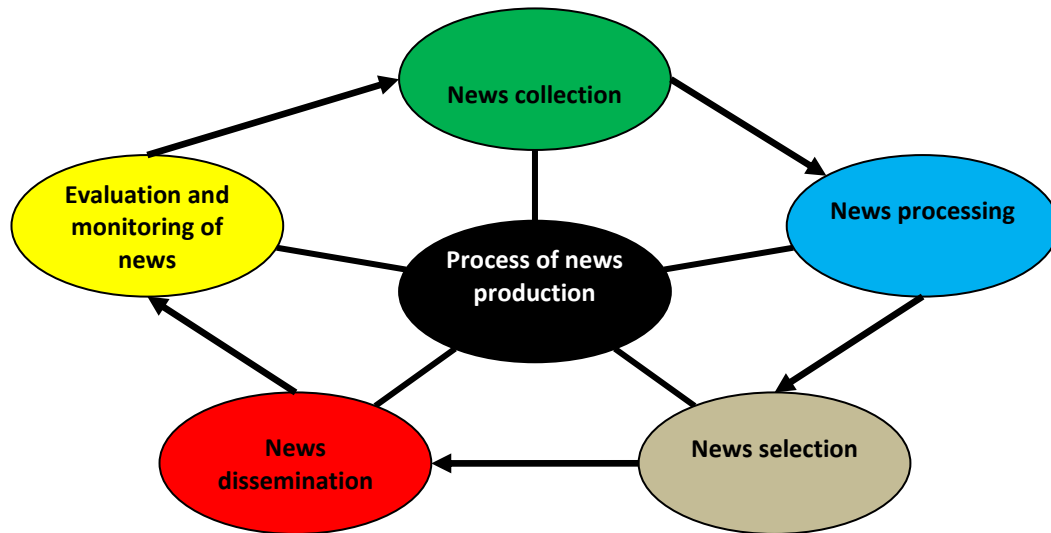 News collection
Evaluation and
monitoring of
news
News processing
Process of news
production
News
dissemination
News selection